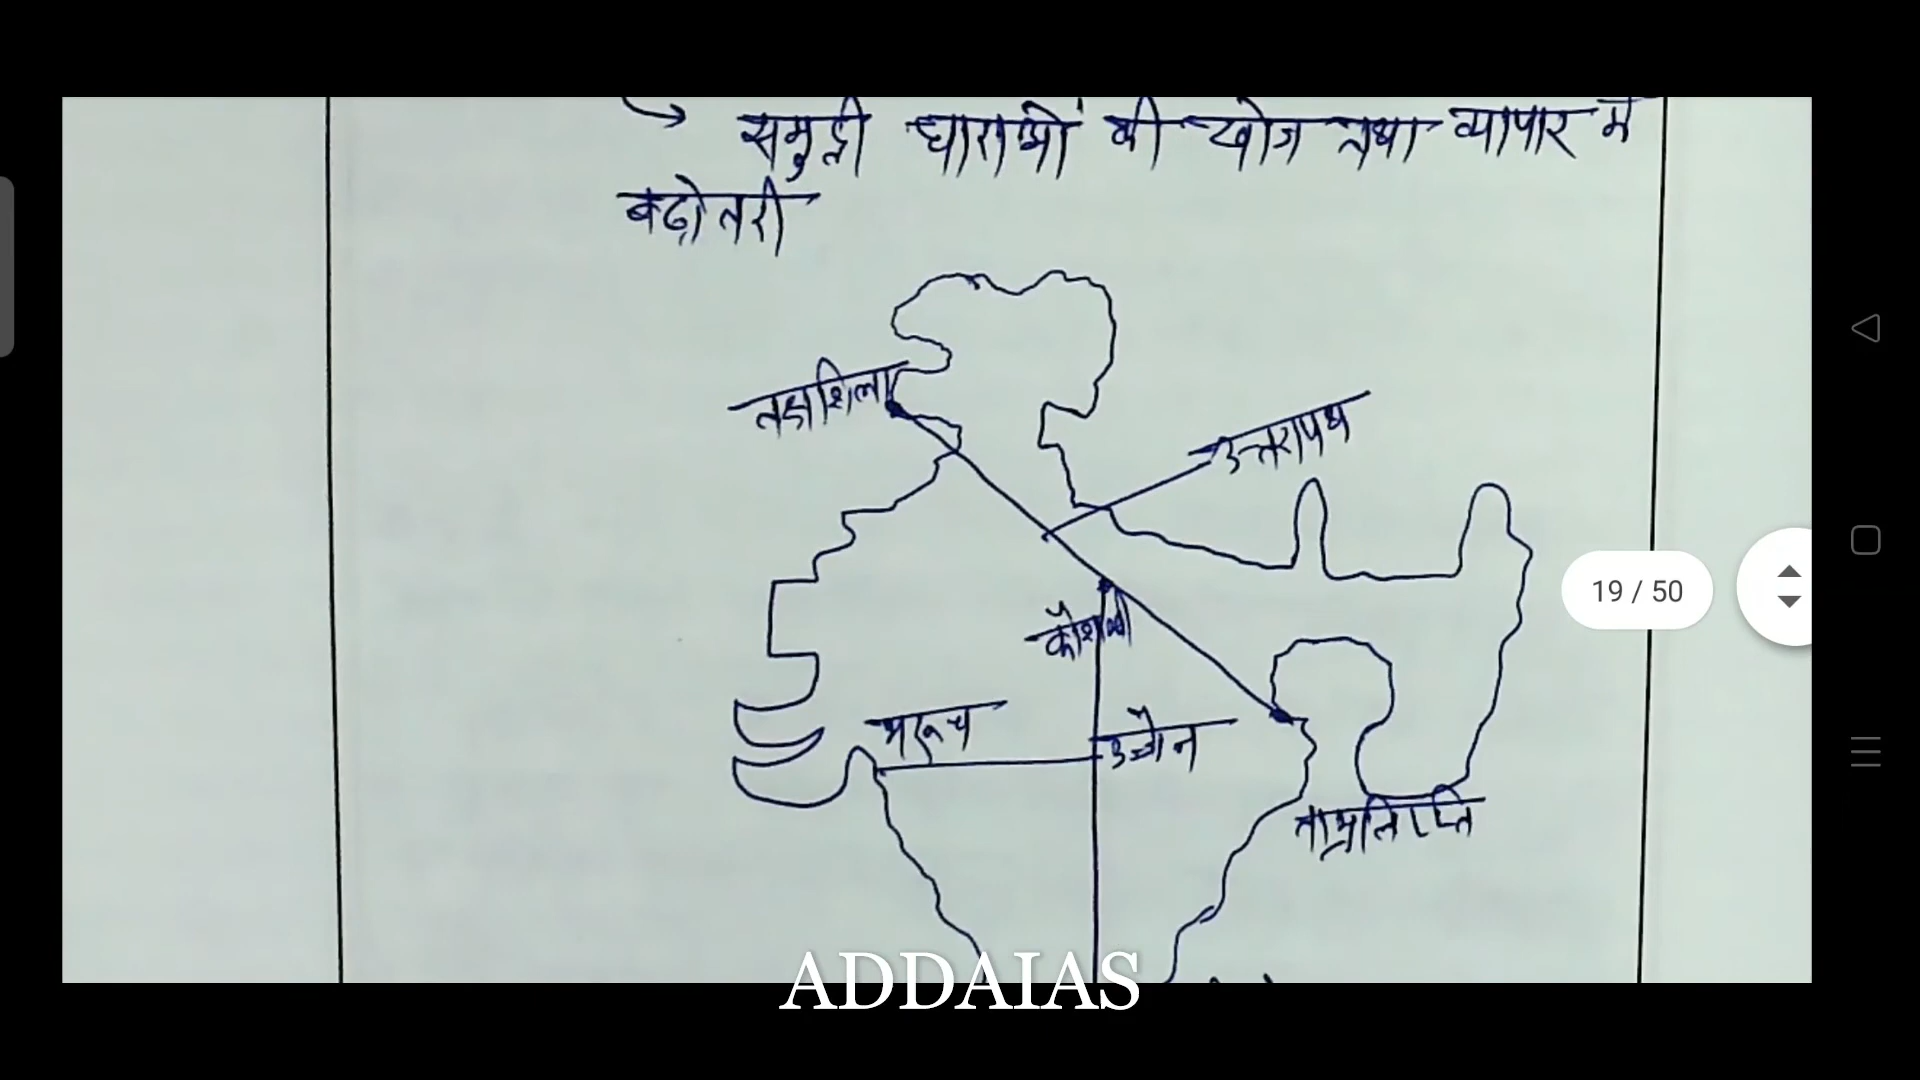 समुद्री धाराओं की खोज तथा व्यापार में
बढ़ोतरी
तक्षशिला
उत्तरापथ
19 / 50
भरूच
उज्जैन
ताम्रलिप्ति
ADDAIAS